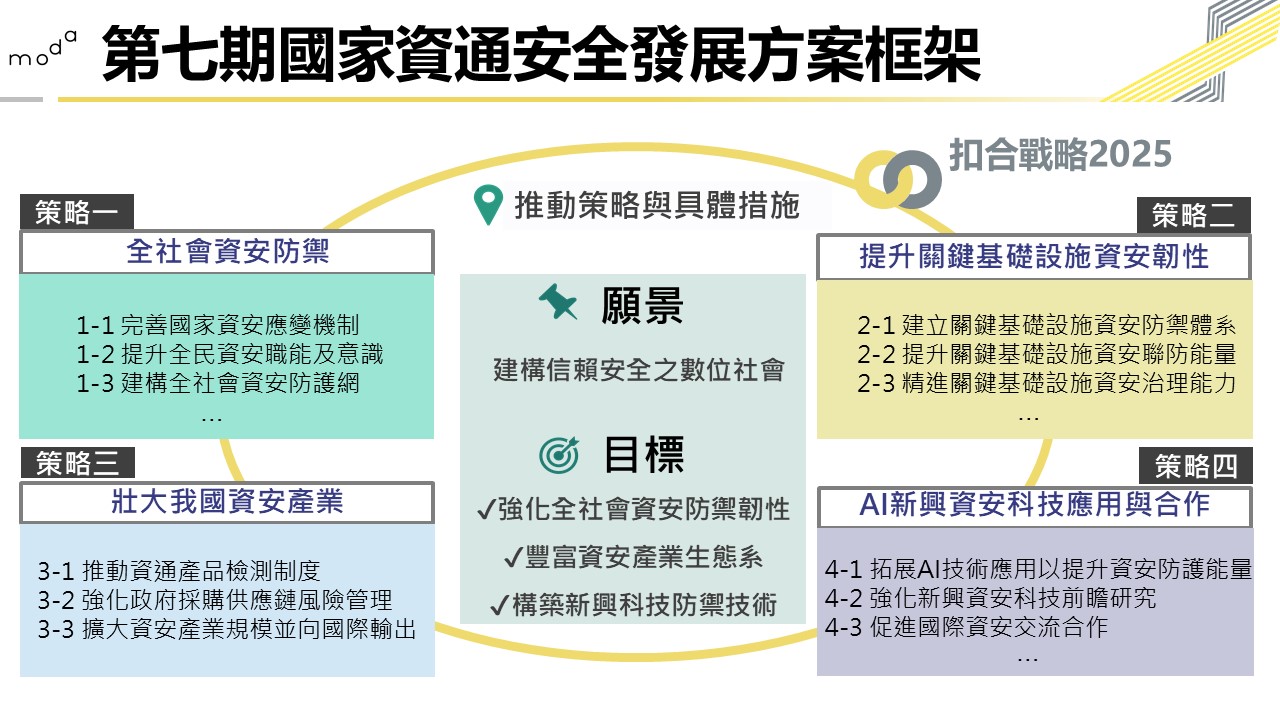 moda
第七期國家資通安全發展方案框架
扣合戰略2025
推動策略與具體措施
策略一
全社會資安防禦
1-1 完善國家資安應變機制
1-2 提升全民資安職能及意識
1-3 建構全社會資安防護網
...
策略二
提升關鍵基礎設施資安韌性
2-1 建立關鍵基礎設施資安防禦體系
2-2 提升關鍵基礎設施資安聯防能量
2-3 精進關鍵基礎設施資安治理能力
...
願景
建構信賴安全之數位社會
目標
✓強化全社會資安防禦韌性
✓豐富資安產業生態系
✓構築新興科技防禦技術
策略三
壯大我國資安產業
3-1 推動資通產品檢測制度
3-2 強化政府採購供應鏈風險管理
3-3 擴大資安產業規模並向國際輸出
策略四
AI新興資安科技應用與合作
4-1 拓展AI技術應用以提升資安防護能量
4-2 強化新興資安科技前瞻研究
4-3 促進國際資安交流合作
...